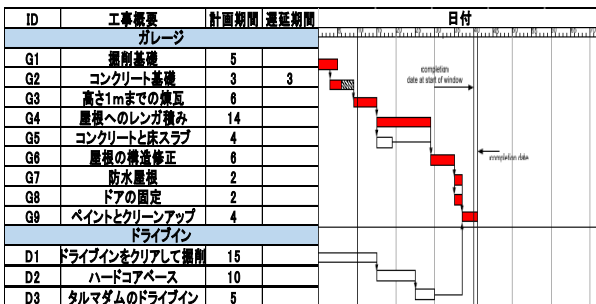 ID 工事概要 計画期間 遅延期間 日付
ガレージ
G1 掘削基礎 5
G2 コンクリート基礎 3 3
G3 高さ1mまでの煉瓦 6
G4 屋根へのレンガ積み 14
G5 コンクリートと床スラブ 4
G6 屋根の構造修正 6
G7 防水屋根 2
G8 ドアの固定 2
G9 ペイントとクリーンアップ 4
ドライブイン
D1 ドライブインをクリアして掘削 15
D2 ハードコアベース 10
D3 タルマダムのドライブイン 5
completion
date at start of window
completion date